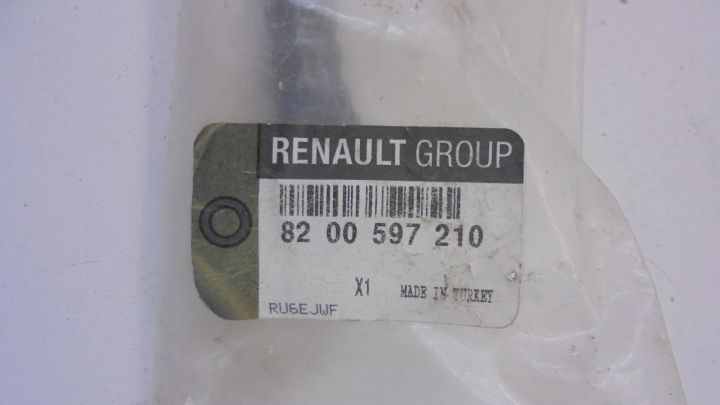 RENAULT GROUP
82 00 597 210
X1 MADE IN TURKEY
RU6EJWF